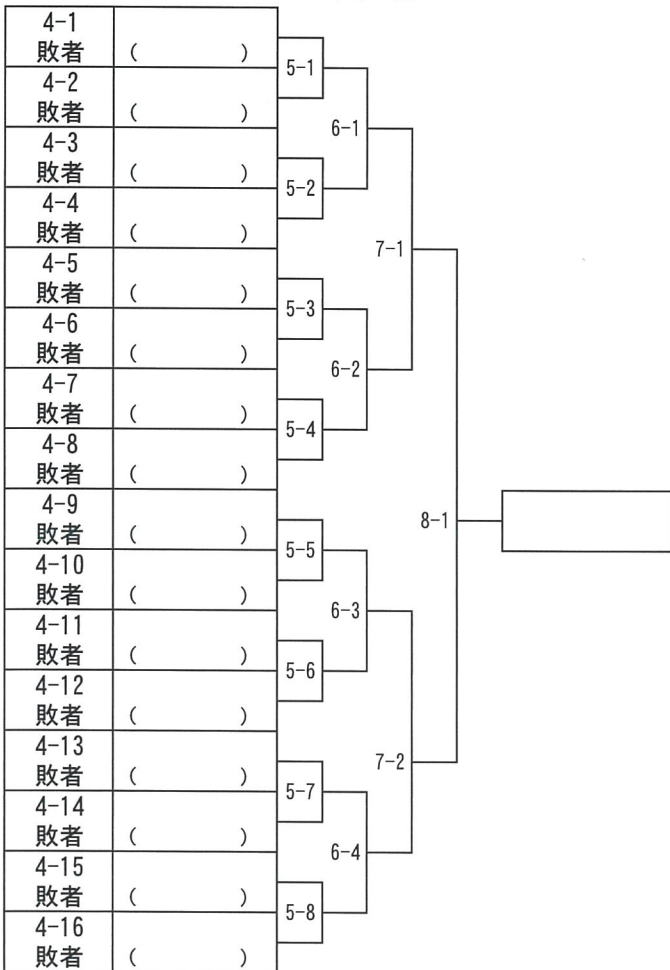 4-1
敗者 ( )
4-2
敗者 ( )
4-3
敗者 ( )
4-4
敗者 ( )
4-5
敗者 ( )
4-6
敗者 ( )
4-7
敗者 ( )
4-8
敗者 ( )
4-9
敗者 ( )
4-10
敗者 ( )
4-11
敗者 ( )
4-12
敗者 ( )
4-13
敗者 ( )
4-14
敗者 ( )
4-15
敗者 ( )
4-16
敗者 ( )
5-1
5-2
5-3
5-4
5-5
5-6
5-7
5-8
6-1
6-2
6-3
6-4
7-1
7-2
8-1